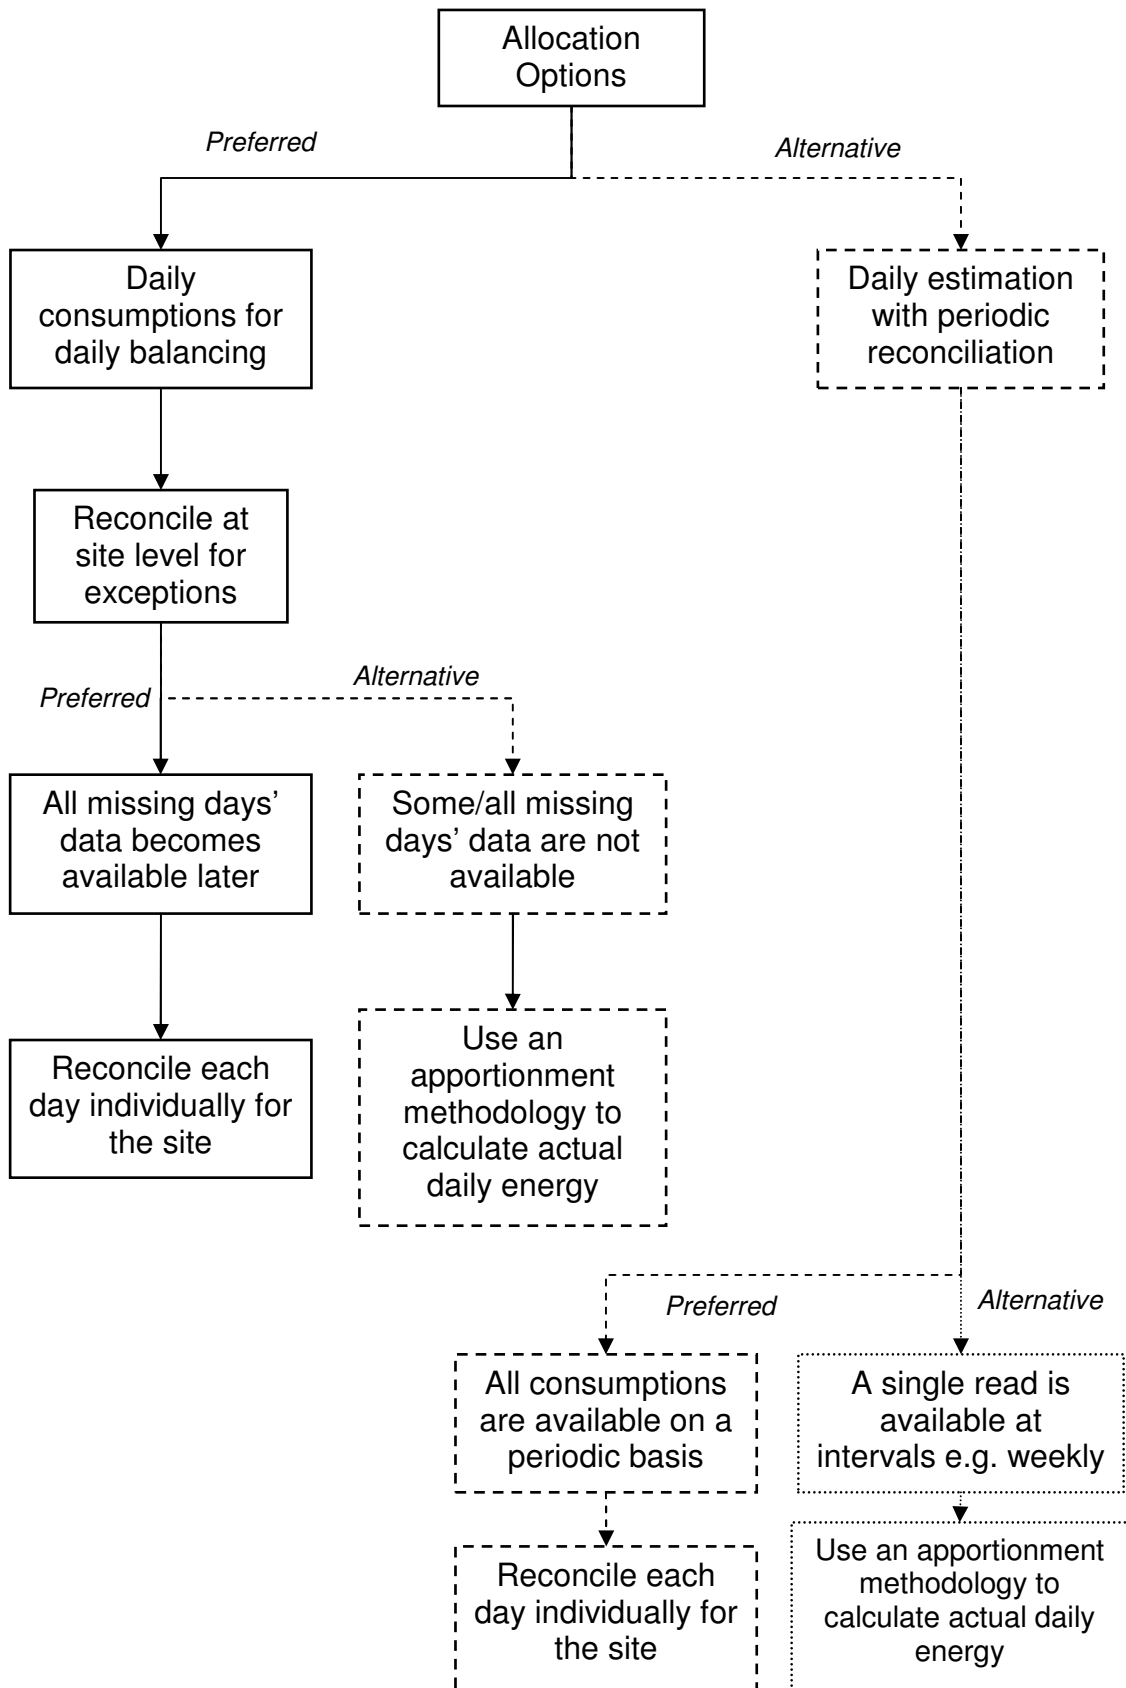 Allocation
Options
Preferred
Alternative
Daily
consumptions for
daily balancing
Daily estimation
with periodic
reconciliation
Reconcile at
site level for
exceptions
Preferred
Alternative
All missing days’
data becomes
available later
Some/all missing
days’ data are not
available
Reconcile each
day individually for
the site
Use an
apportionment
methodology to
calculate actual
daily energy
Preferred
Alternative
All consumptions
are available on a
periodic basis
A single read is
available at
intervals e.g. weekly
Reconcile each
day individually for
the site
Use an apportionment
methodology to
calculate actual daily
energy